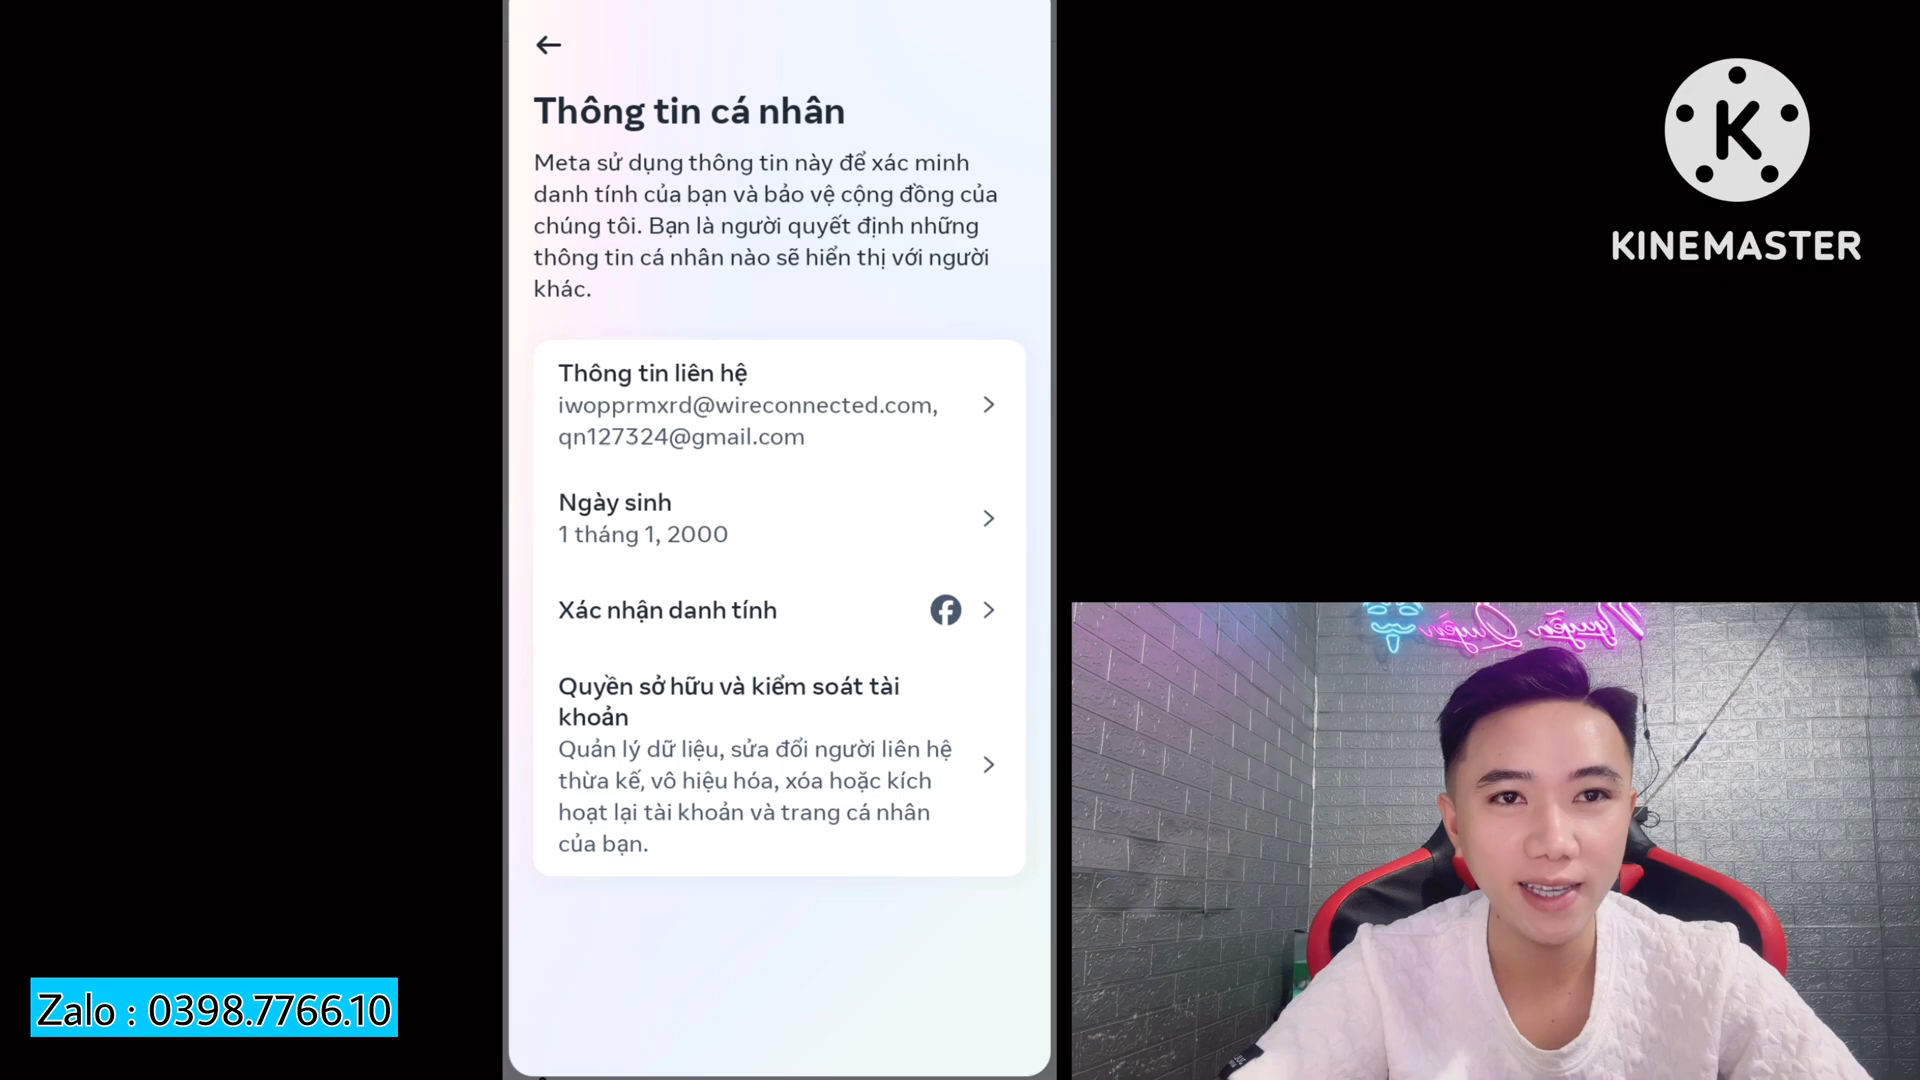 Thông tin cá nhân
Meta sử dụng thông tin này để xác minh
danh tính của bạn và bảo vệ cộng đồng của
chúng tôi. Bạn là người quyết định những
thông tin cá nhân nào sẽ hiển thị với người
khác.
Thông tin liên hệ
iwopprmxrd@wireconnected.com,
qn127324@gmail.com
Ngày sinh
1 tháng 1, 2000
Xác nhận danh tính
Quyền sở hữu và kiểm soát tài
khoản
Quản lý dữ liệu, sửa đổi người liên hệ
thừa kế, vô hiệu hóa, xóa hoặc kích
hoạt lại tài khoản và trang cá nhân
của bạn.
K
KINEMASTER
Nguyễn Quyền
Zalo : 0398.7766.10